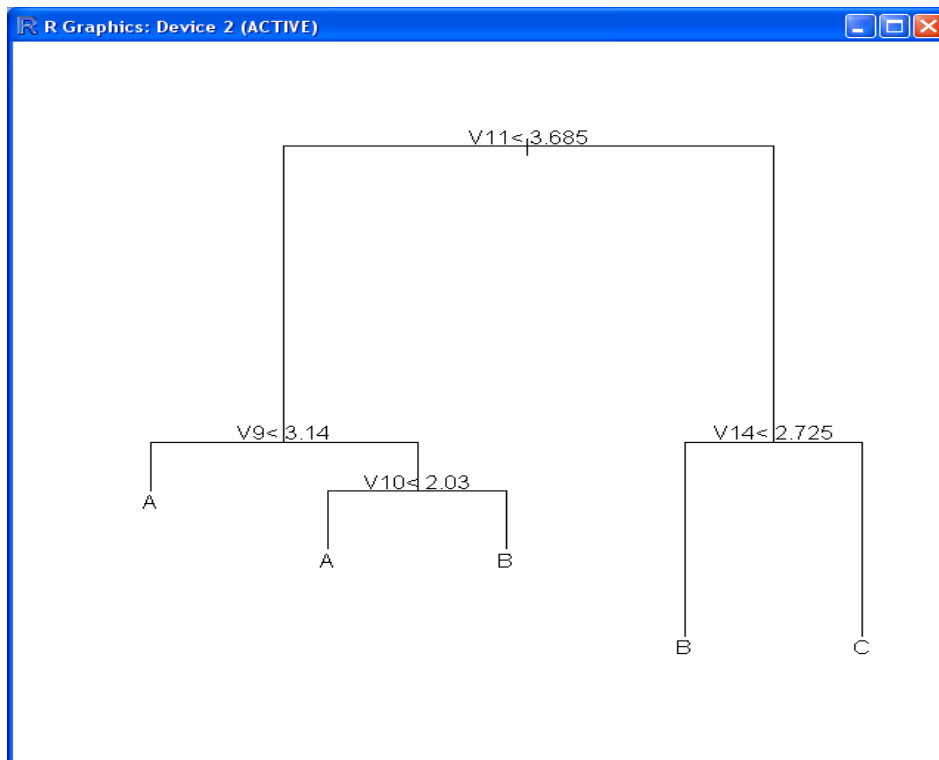 R Graphics: Device 2 (ACTIVE)
V11< 3.685
V9< 3.14
V14< 2.725
V10< 2.03
A
A
B
B
C